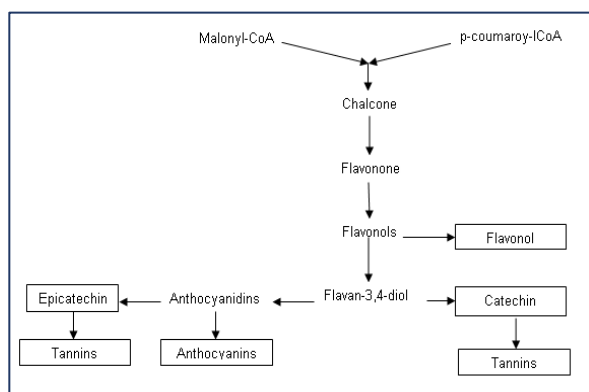 Malonyl-CoA
p-coumaroy-lCoA
Chalcone
Flavonone
Flavonols
Flavonol
Epicatechin
Anthocyanidins
Flavan-3,4-diol
Catechin
Tannins
Anthocyanins
Tannins